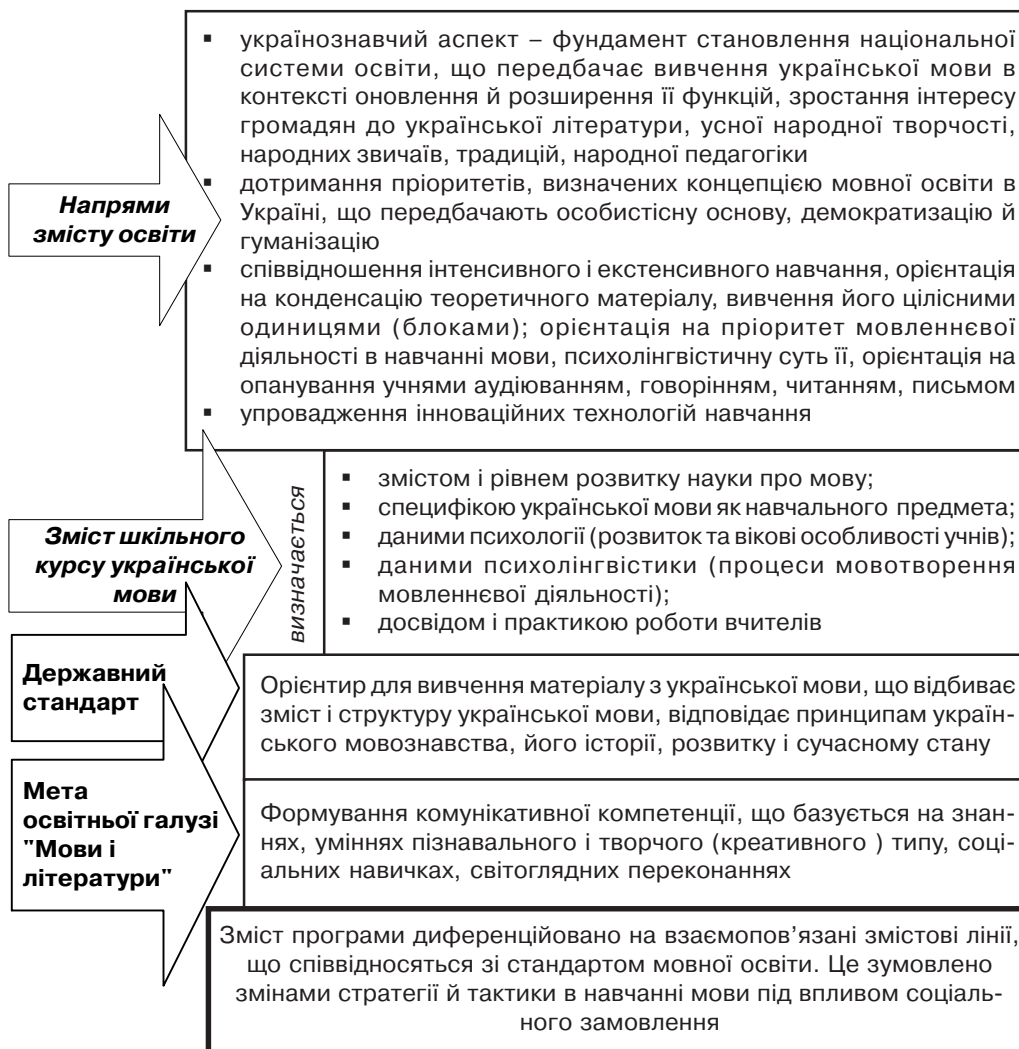 Напрями
змісту освіти
▪ українознавчий аспект – фундамент становлення національної
системи освіти, що передбачає вивчення української мови в
контексті оновлення й розширення її функцій, зростання інтересу
громадян до української літератури, усної народної творчості,
народних звичаїв, традицій, народної педагогіки
▪ дотримання пріоритетів, визначених концепцією мовної освіти в
Україні, що передбачають особистісну основу, демократизацію й
гуманізацію
▪ співвідношення інтенсивного і екстенсивного навчання, орієнтація
на конденсацію теоретичного матеріалу, вивчення його цілісними
одиницями (блоками); орієнтація на пріоритет мовленнєвої
діяльності в навчанні мови, психолінгвістичну суть її, орієнтація на
опанування учнями аудіюванням, говорінням, читанням, письмом
▪ упровадження інноваційних технологій навчання
Зміст шкільного
курсу української
мови
визначається
▪ змістом і рівнем розвитку науки про мову;
▪ специфікою української мови як навчального предмета;
▪ даними психології (розвиток та вікові особливості учнів);
▪ даними психолінгвістики (процеси мовотворення
мовленнєвої діяльності);
▪ досвідом і практикою роботи вчителів
Державний
стандарт
Орієнтир для вивчення матеріалу з української мови, що відбиває
зміст і структуру української мови, відповідає принципам україн-
ського мовознавства, його історії, розвитку і сучасному стану
Мета
освітньої галузі
"Мови і
літератури"
Формування комунікативної компетенції, що базується на знан-
нях, уміннях пізнавального і творчого (креативного ) типу, соці-
альних навичках, світоглядних переконаннях
Зміст програми диференційовано на взаємопов’язані змістові лінії,
що співвідносяться зі стандартом мовної освіти. Це зумовлено
змінами стратегії й тактики в навчанні мови під впливом соціаль-
ного замовлення